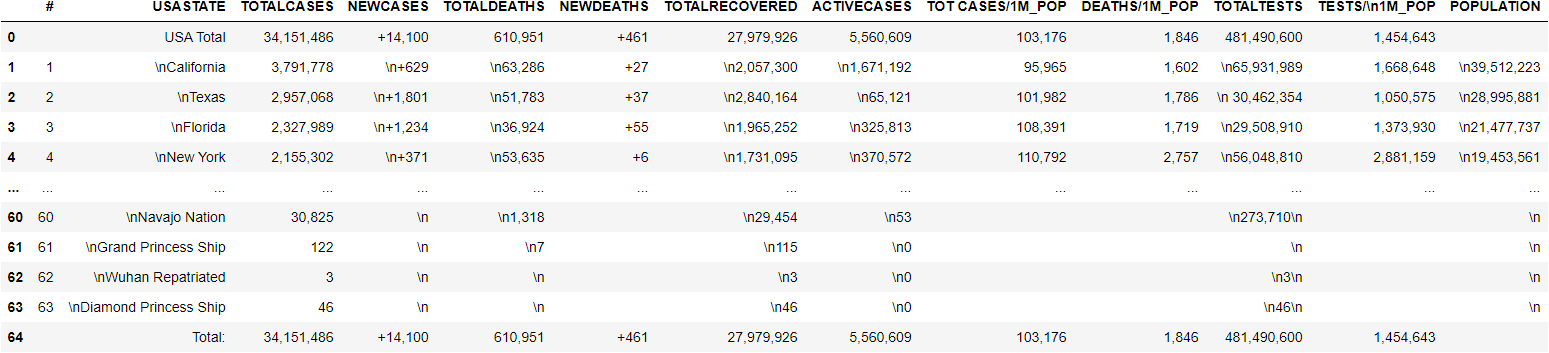 # USASTATE TOTALCASES NEWCASES TOTALDEATHS NEWDEATHS TOTALRECOVERED ACTIVECASES TOT CASES/1M_POP DEATHS/1M_POP TOTALTESTS TESTS/\n1M_POP POPULATION
0 USA Total 34,151,486 +14,100 610,951 +461 27,979,926 5,560,609 103,176 1,846 481,490,600 1,454,643
1 1 \nCalifornia 3,791,778 \n+629 \n63,286 +27 \n2,057,300 \n1,671,192 95,965 1,602 \n65,931,989 1,668,648 \n39,512,223
2 2 \nTexas 2,957,068 \n+1,801 \n51,783 +37 \n2,840,164 \n65,121 101,982 1,786 \n 30,462,354 1,050,575 \n28,995,881
3 3 \nFlorida 2,327,989 \n+1,234 \n36,924 +55 \n1,965,252 \n325,813 108,391 1,719 \n29,508,910 1,373,930 \n21,477,737
4 4 \nNew York 2,155,302 \n+371 \n53,635 +6 \n1,731,095 \n370,572 110,792 2,757 \n56,048,810 2,881,159 \n19,453,561
... ... ... ... ... ... ... ... ... ... ... ... ... ...
60 60 \nNavajo Nation 30,825 \n \n1,318 \n29,454 \n53 \n273,710\n \n
61 61 \nGrand Princess Ship 122 \n \n7 \n115 \n0 \n \n
62 62 \nWuhan Repatriated 3 \n \n \n3 \n0 \n3\n \n
63 63 \nDiamond Princess Ship 46 \n \n \n46 \n0 \n46\n \n
64 Total: 34,151,486 +14,100 610,951 +461 27,979,926 5,560,609 103,176 1,846 481,490,600 1,454,643